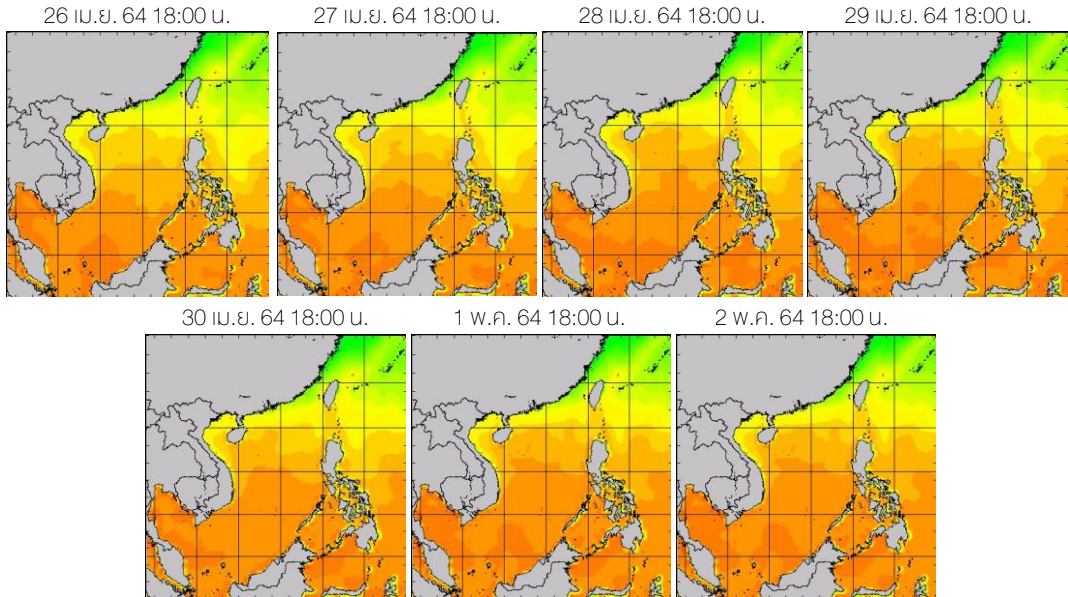 26 เม.ย. 64 18:00 น.
27 เม.ย. 64 18:00 น.
28 เม.ย. 64 18:00 น.
29 เม.ย. 64 18:00 น.
30 เม.ย. 64 18:00 น.
1 พ.ค. 64 18:00 น.
2 พ.ค. 64 18:00 น.